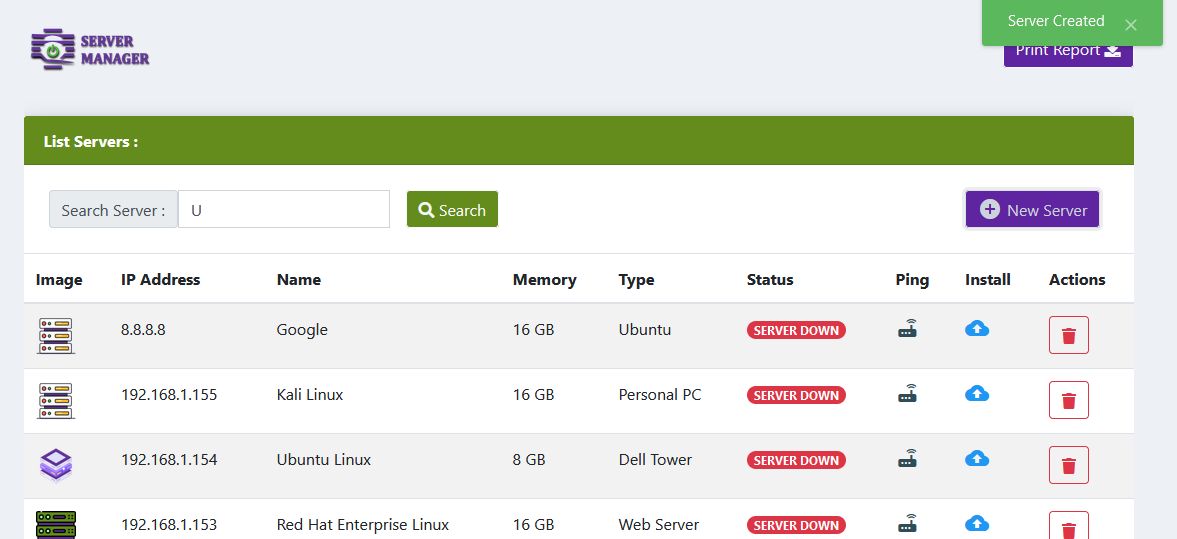 Server Created ×
SERVER
MANAGER
Print Report
List Servers :
Search Server : U Search New Server
Image IP Address Name Memory Type Status Ping Install Actions
8.8.8.8 Google 16 GB Ubuntu SERVER DOWN
192.168.1.155 Kali Linux 16 GB Personal PC SERVER DOWN
192.168.1.154 Ubuntu Linux 8 GB Dell Tower SERVER DOWN
192.168.1.153 Red Hat Enterprise Linux 16 GB Web Server SERVER DOWN